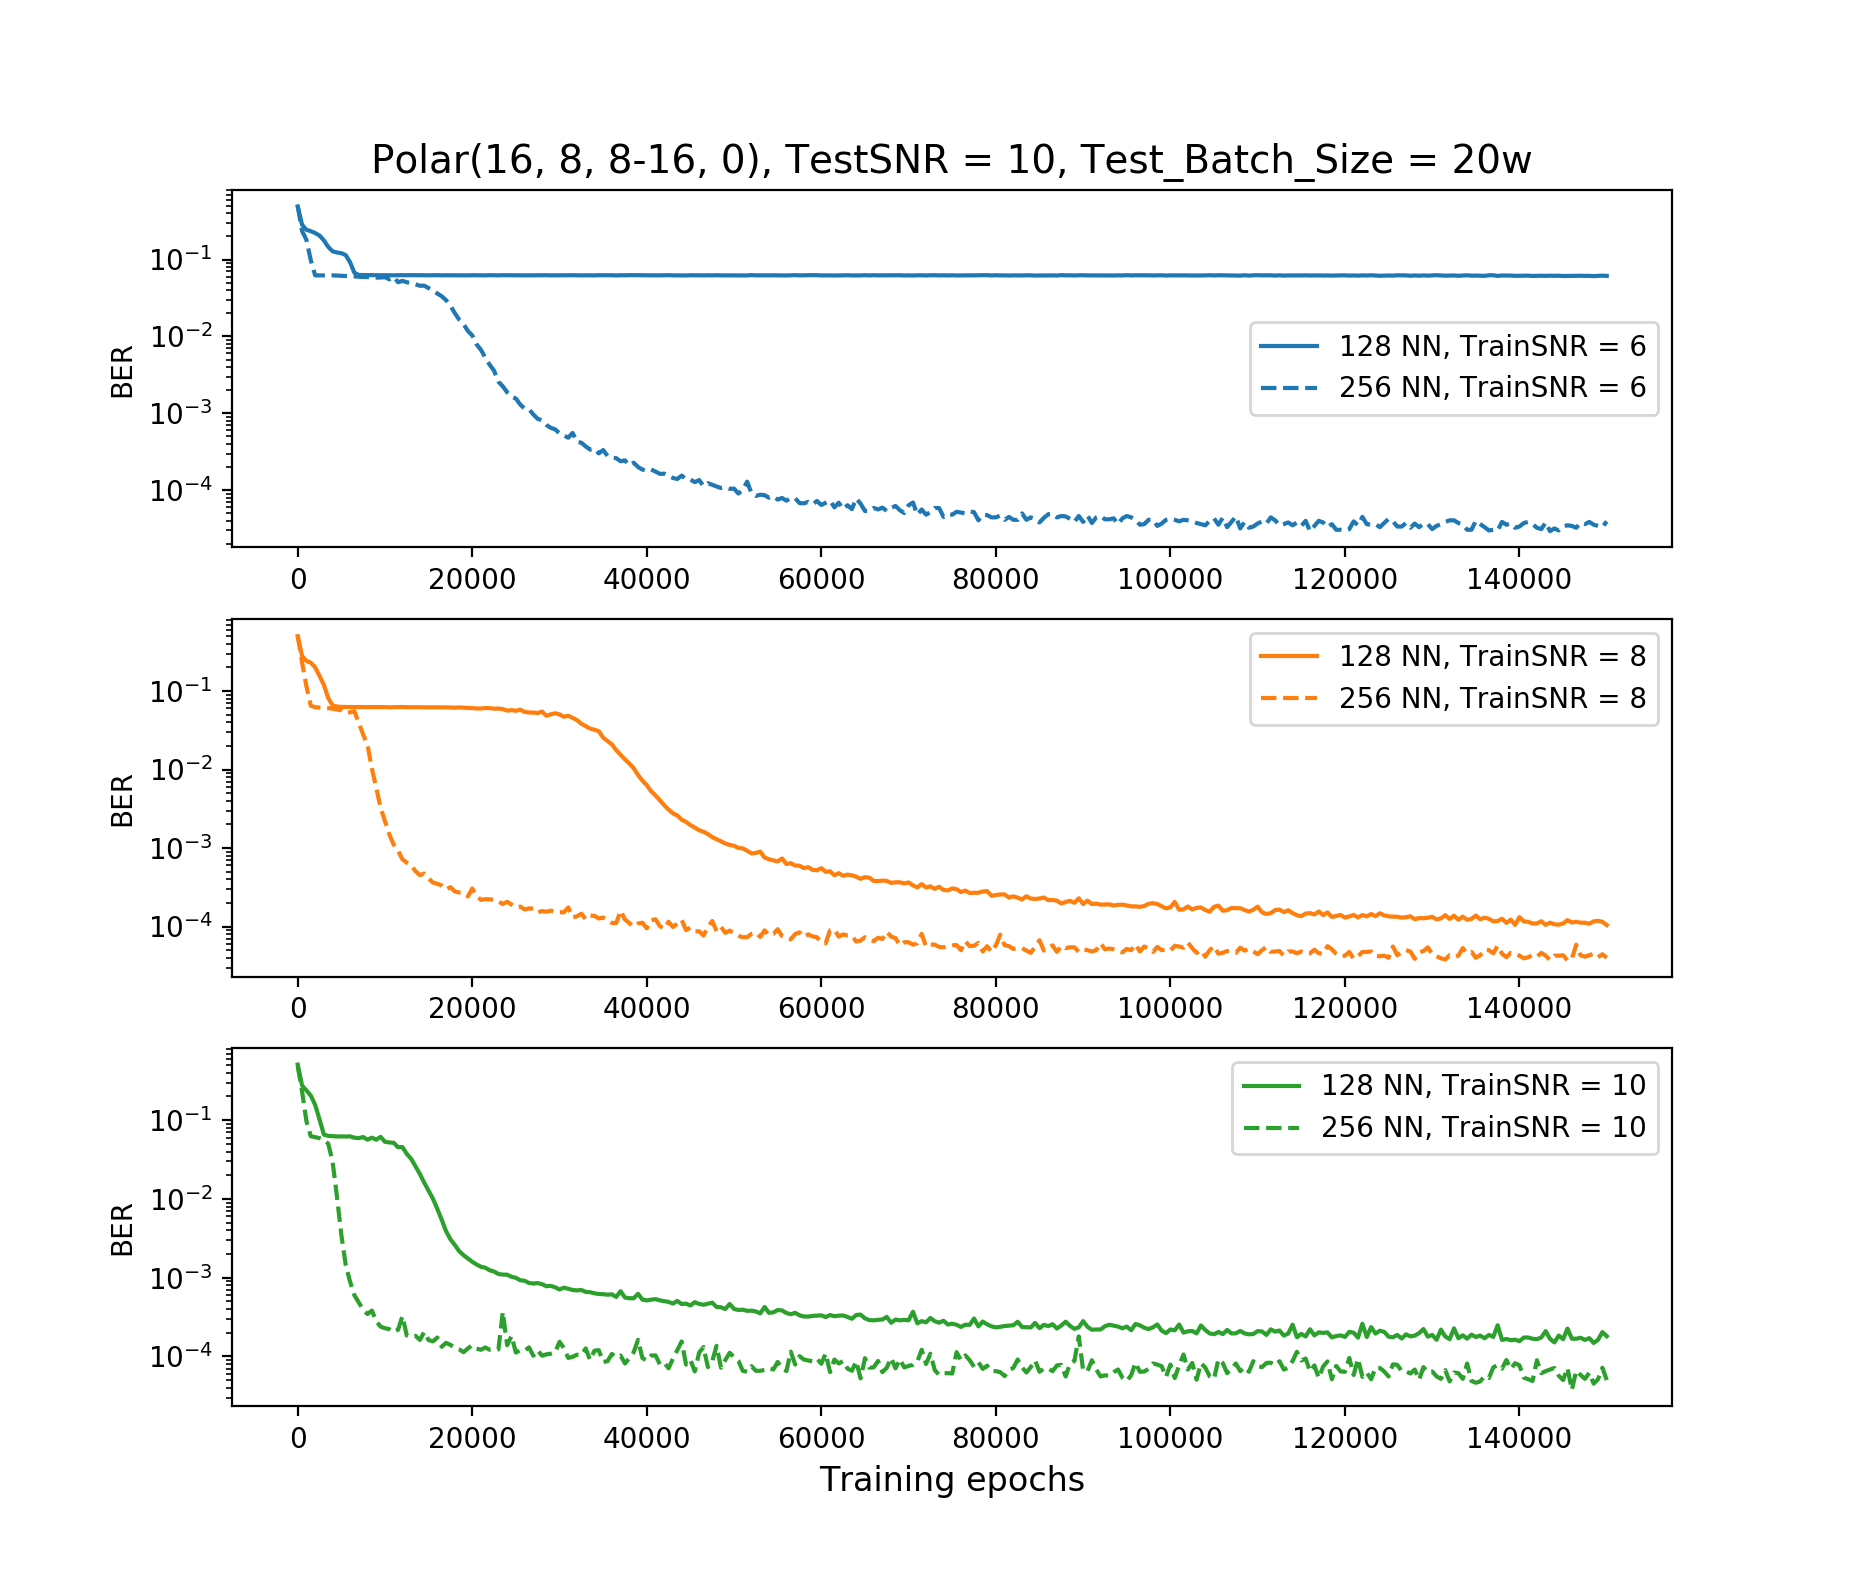 Polar(16, 8, 8-16, 0), TestSNR = 10, Test_Batch_Size = 20w
BER
10⁻¹
10⁻²
10⁻³
10⁻⁴
128 NN, TrainSNR = 6
256 NN, TrainSNR = 6
0 20000 40000 60000 80000 100000 120000 140000
BER
10⁻¹
10⁻²
10⁻³
10⁻⁴
128 NN, TrainSNR = 8
256 NN, TrainSNR = 8
0 20000 40000 60000 80000 100000 120000 140000
BER
10⁻¹
10⁻²
10⁻³
10⁻⁴
128 NN, TrainSNR = 10
256 NN, TrainSNR = 10
0 20000 40000 60000 80000 100000 120000 140000
Training epochs